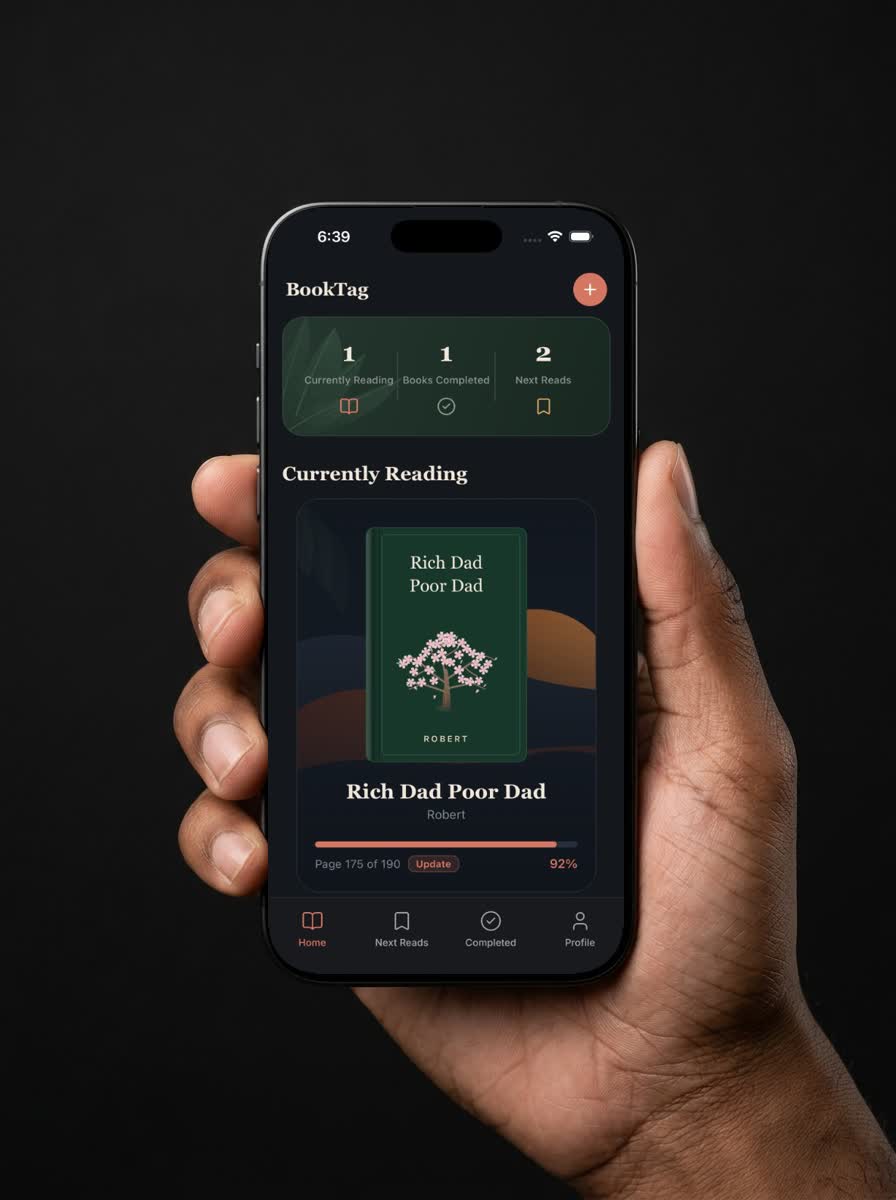 6:39
BookTag
+
1 1 2
Currently Reading Books Completed Next Reads
Currently Reading
Rich Dad
Poor Dad
ROBERT
Rich Dad Poor Dad
Robert
Page 175 of 190 Update 92%
Home Next Reads Completed Profile